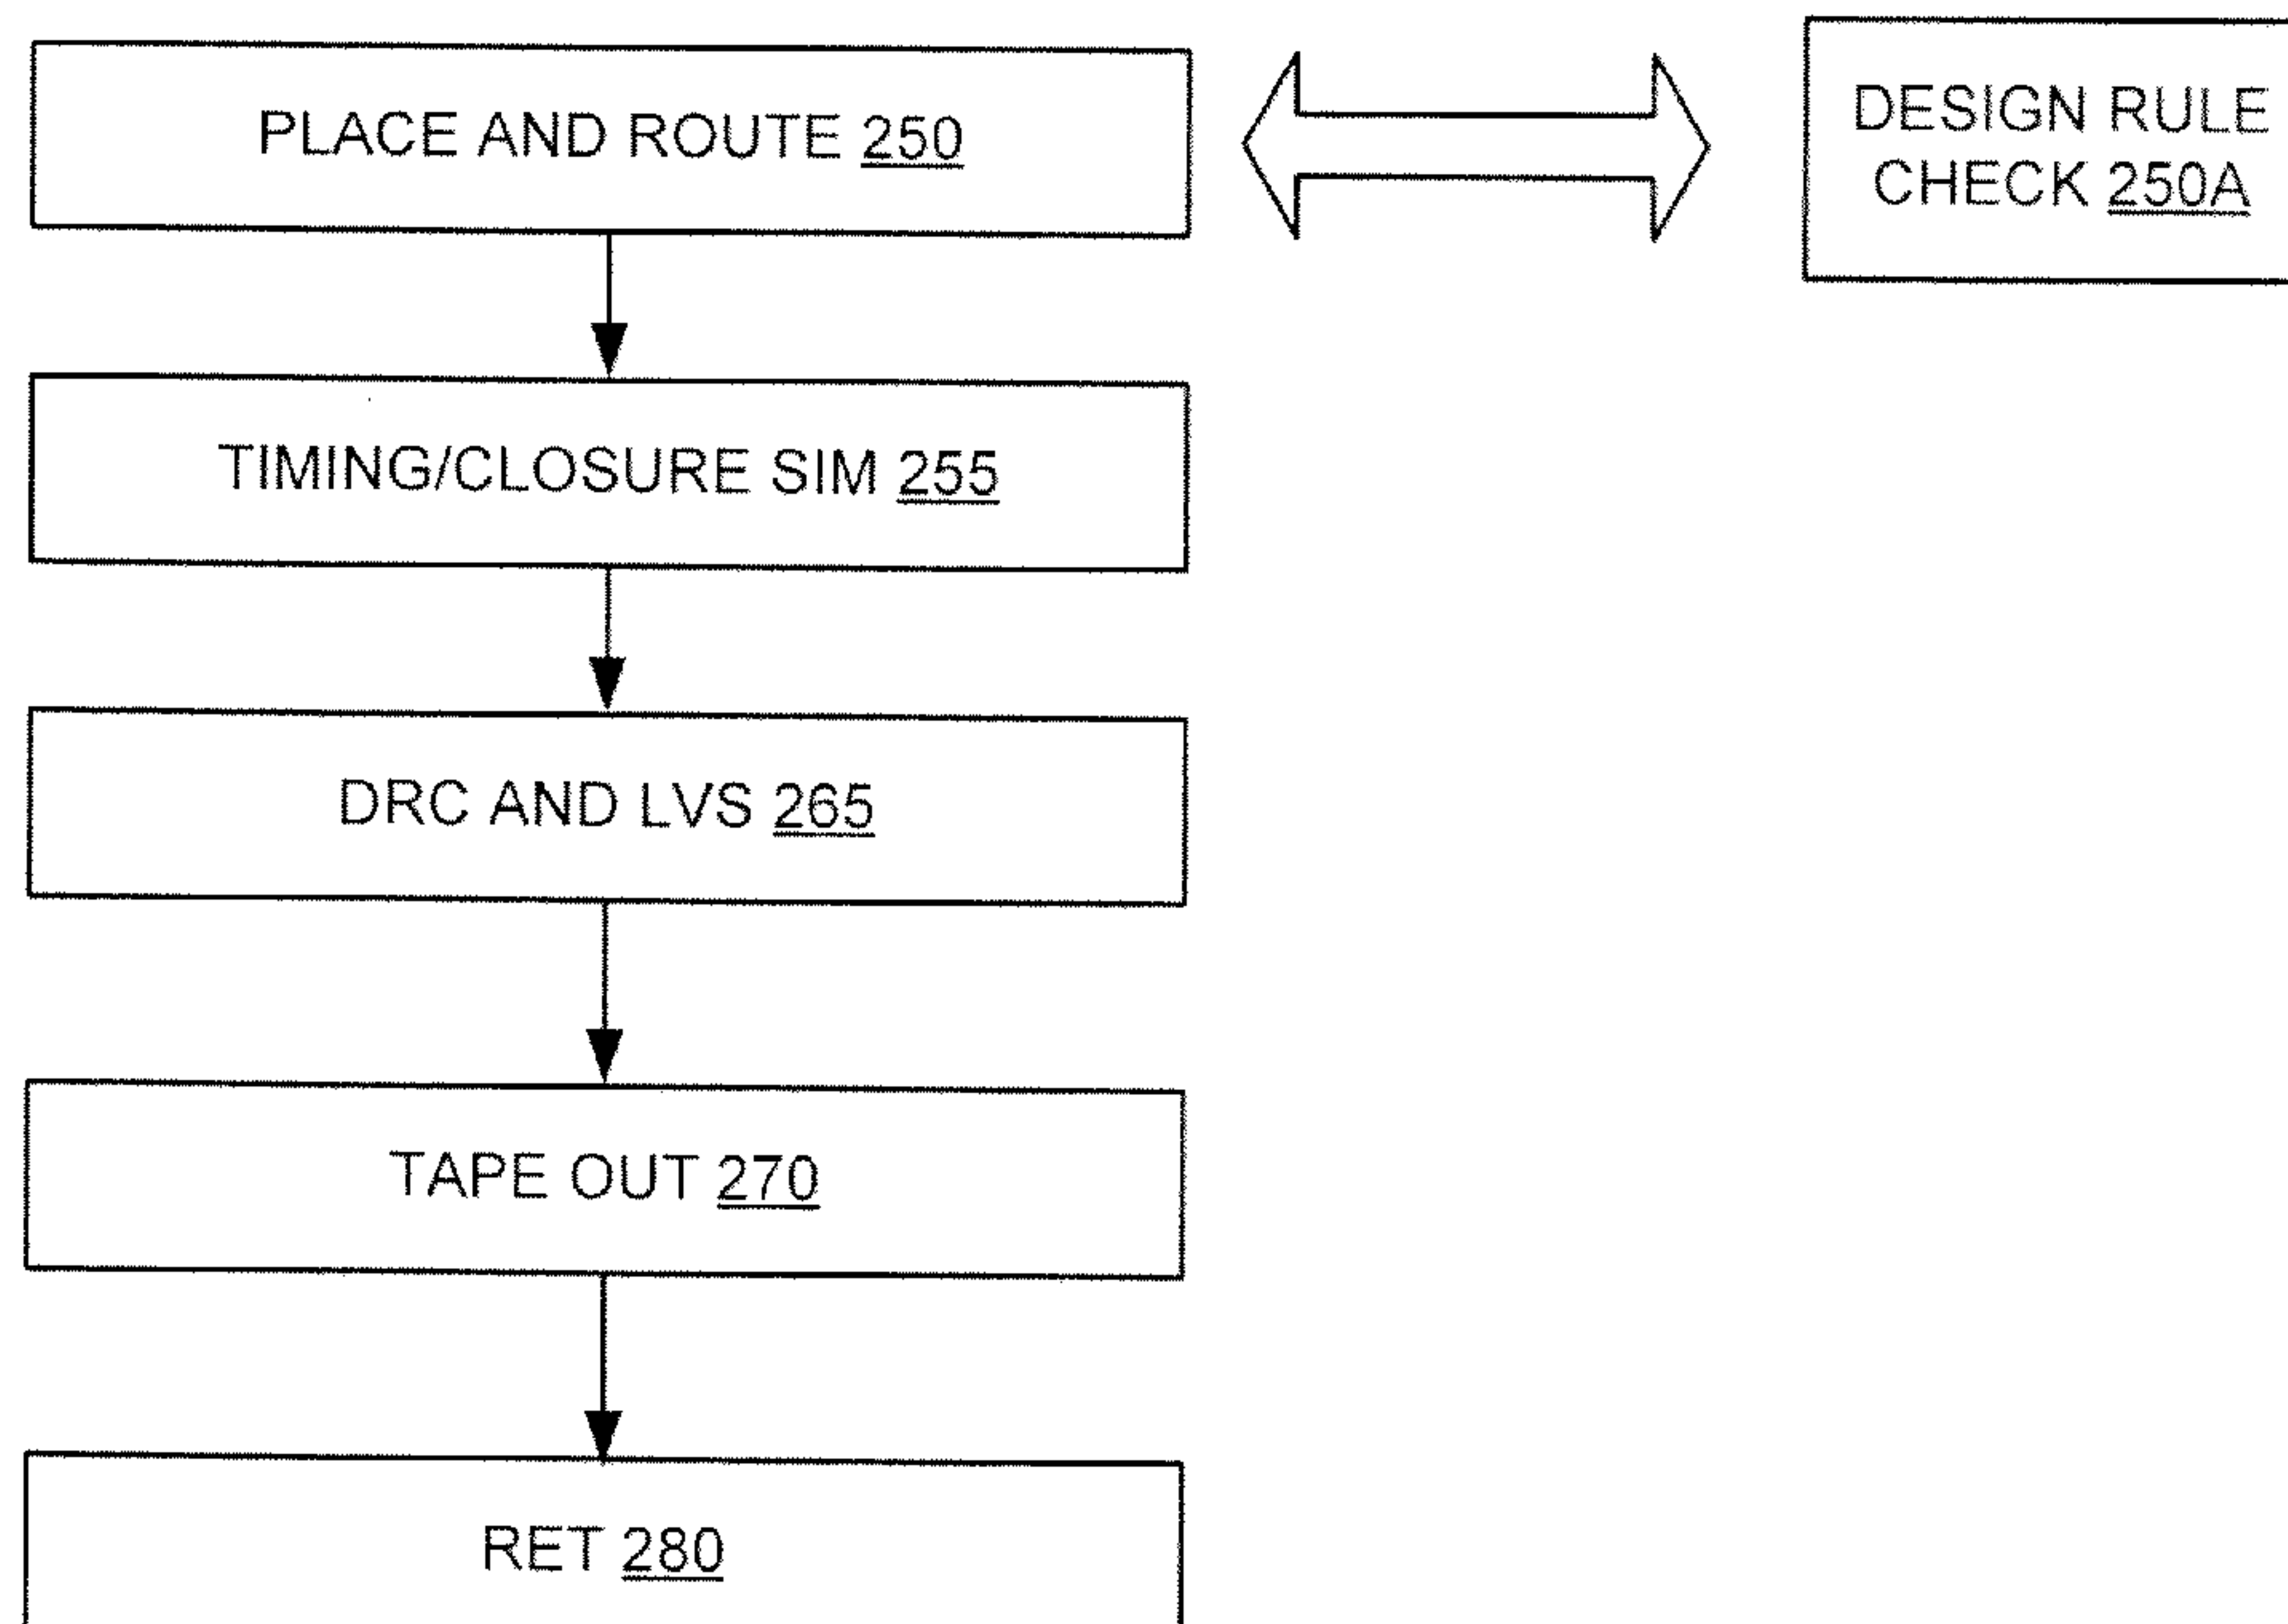 PLACE AND ROUTE 250
DESIGN RULE
CHECK 250A
TIMING/CLOSURE SIM 255
DRC AND LVS 265
TAPE OUT 270
RET 280